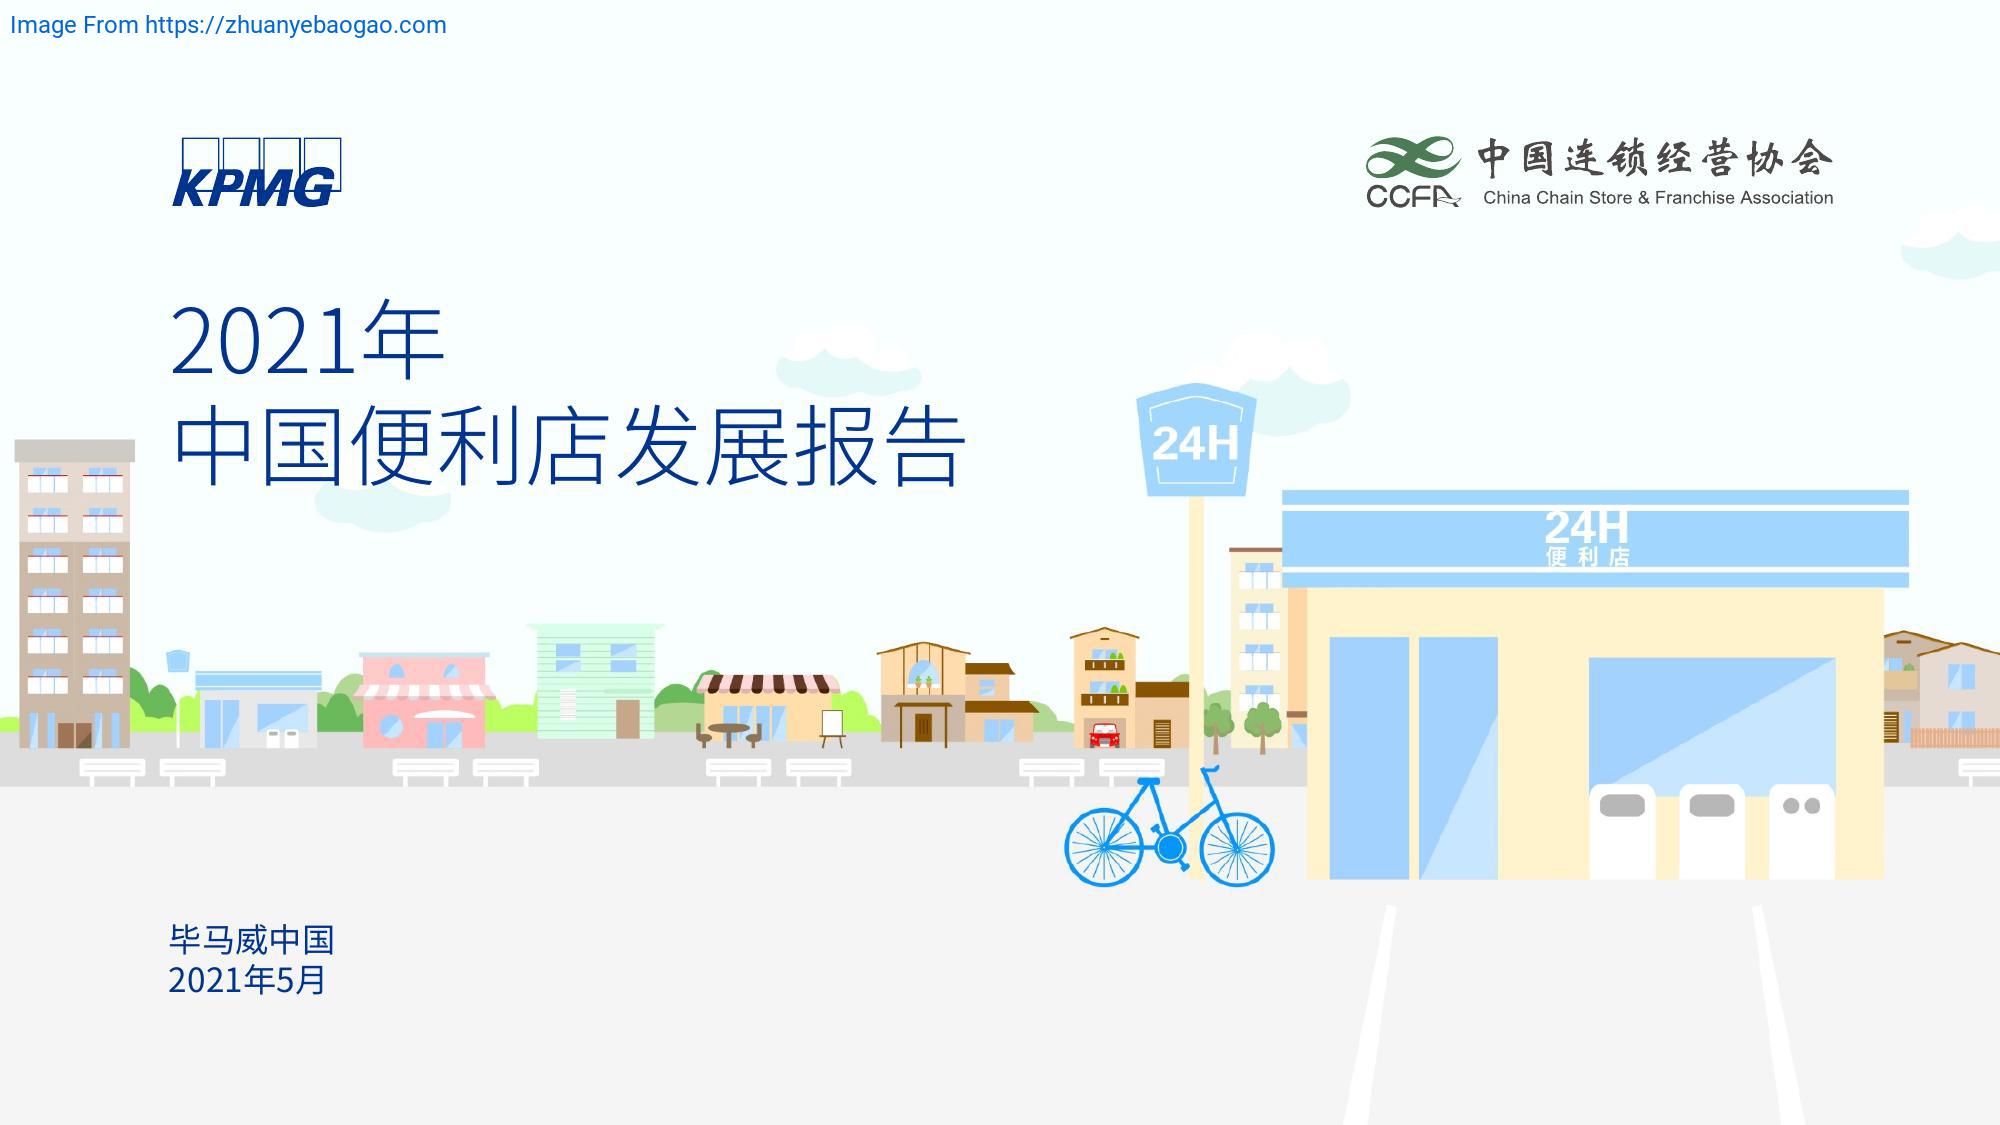 Image From https://zhuanyebaogao.com
KPMG
中国连锁经营协会
CCFA
China Chain Store & Franchise Association
2021年
中国便利店发展报告
24H
24H
便利店
毕马威中国
2021年5月